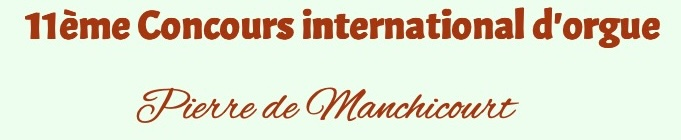 11ème Concours international d'orgue
Pierre de Manchicourt